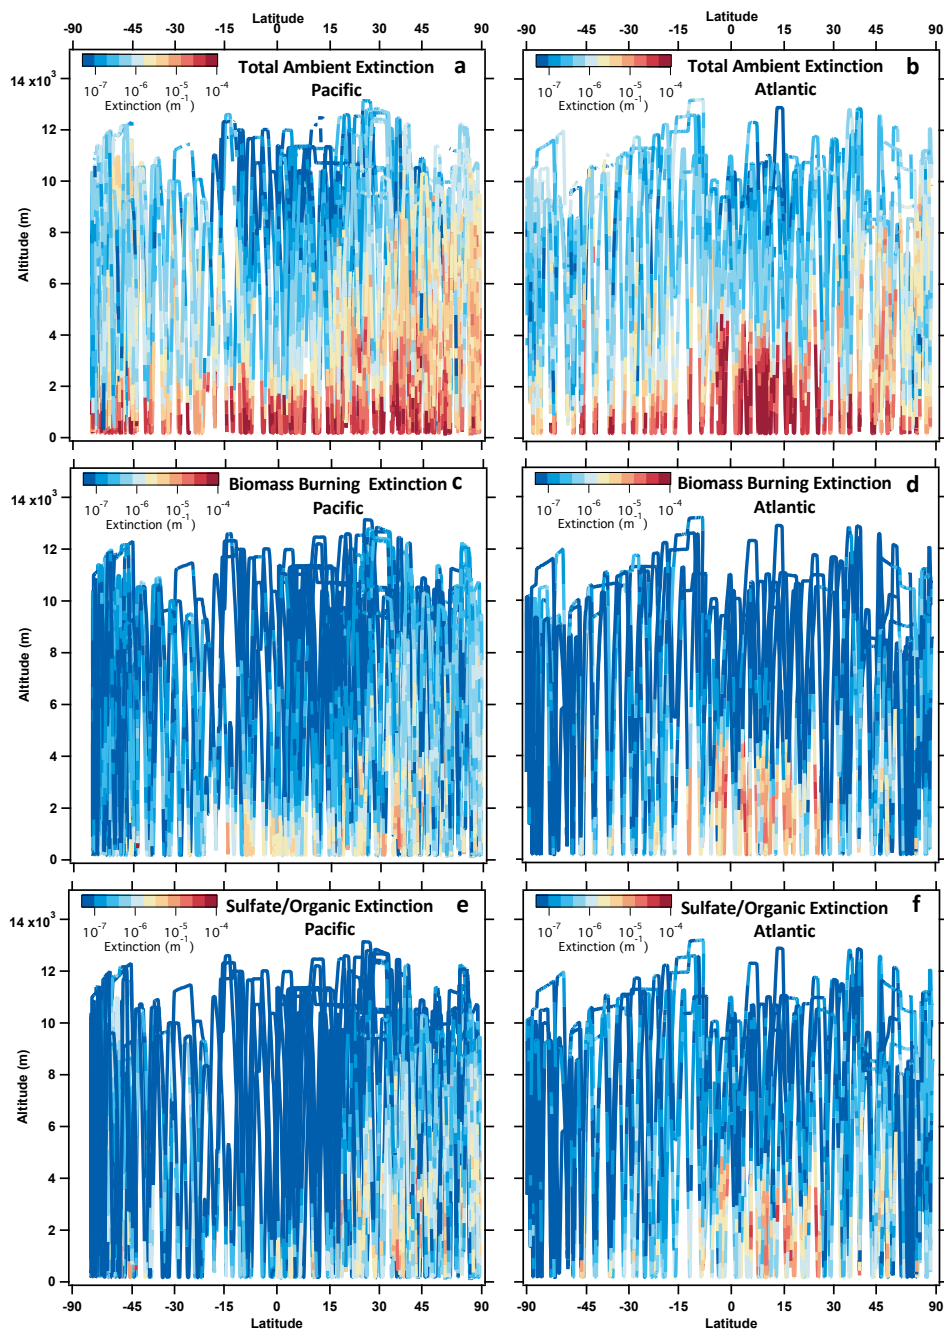 Latitude
-90 -45 -30 -15 0 15 30 45 90
Latitude
-90 -45 -30 -15 0 15 30 45 90
14 x10³
12
10
8
6
4
2
0
Altitude (m)
10⁻⁷ 10⁻⁶ 10⁻⁵ 10⁻⁴
Extinction (m⁻¹)
Total Ambient Extinction
Pacific
a
10⁻⁷ 10⁻⁶ 10⁻⁵ 10⁻⁴
Extinction (m⁻¹)
Total Ambient Extinction
Atlantic
b
14 x10³
12
10
8
6
4
2
0
Altitude (m)
10⁻⁷ 10⁻⁶ 10⁻⁵ 10⁻⁴
Extinction (m⁻¹)
Biomass Burning Extinction
Pacific
c
10⁻⁷ 10⁻⁶ 10⁻⁵ 10⁻⁴
Extinction (m⁻¹)
Biomass Burning Extinction
Atlantic
d
14 x10³
12
10
8
6
4
2
0
Altitude (m)
10⁻⁷ 10⁻⁶ 10⁻⁵ 10⁻⁴
Extinction (m⁻¹)
Sulfate/Organic Extinction
Pacific
e
10⁻⁷ 10⁻⁶ 10⁻⁵ 10⁻⁴
Extinction (m⁻¹)
Sulfate/Organic Extinction
Atlantic
f
-90 -45 -30 -15 0 15 30 45 90
Latitude
-90 -45 -30 -15 0 15 30 45 90
Latitude